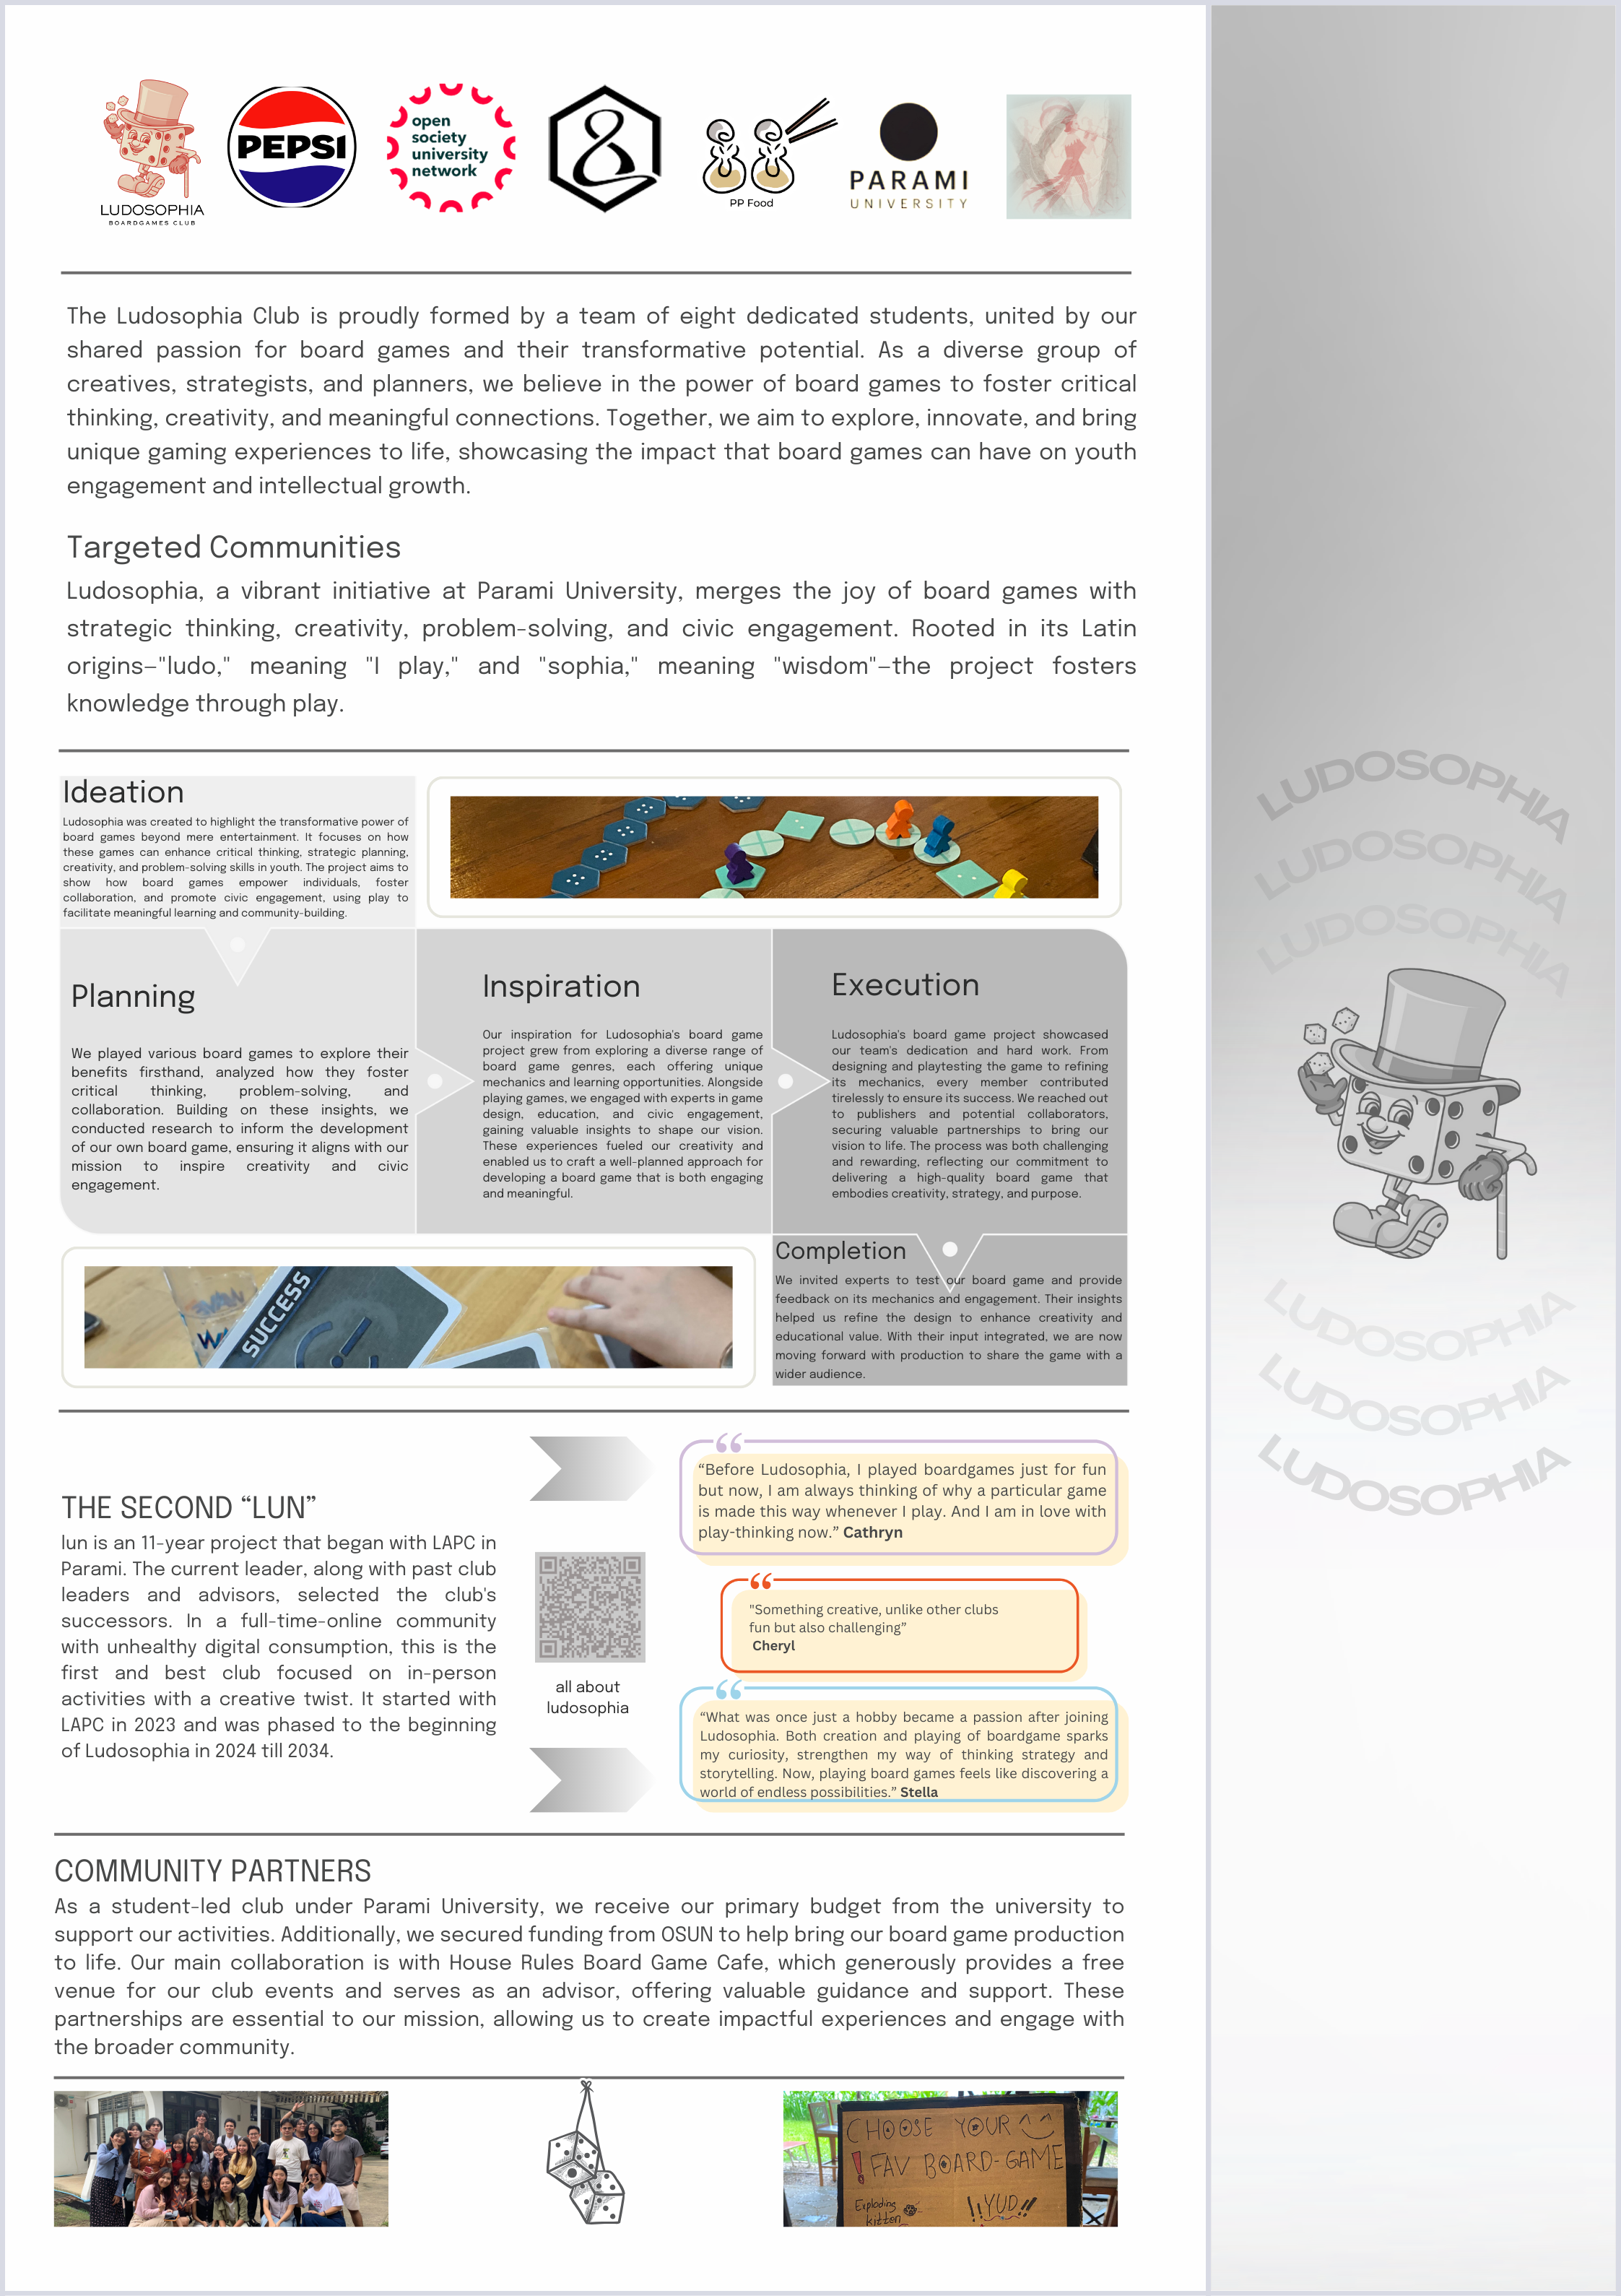 LUDOSOPHIA
BOARDGAMES CLUB
PEPSI
open
society
university
network
PP Food
PARAMI
UNIVERSITY
The Ludosophia Club is proudly formed by a team of eight dedicated students, united by our
shared passion for board games and their transformative potential. As a diverse group of
creatives, strategists, and planners, we believe in the power of board games to foster critical
thinking, creativity, and meaningful connections. Together, we aim to explore, innovate, and bring
unique gaming experiences to life, showcasing the impact that board games can have on youth
engagement and intellectual growth.
Targeted Communities
Ludosophia, a vibrant initiative at Parami University, merges the joy of board games with
strategic thinking, creativity, problem-solving, and civic engagement. Rooted in its Latin
origins—"ludo," meaning "I play," and "sophia," meaning "wisdom"—the project fosters
knowledge through play.
Ideation
Ludosophia was created to highlight the transformative power of
board games beyond mere entertainment. It focuses on how
these games can enhance critical thinking, strategic planning,
creativity, and problem-solving skills in youth. The project aims to
show how board games empower individuals, foster
collaboration, and promote civic engagement, using play to
facilitate meaningful learning and community-building.
Planning
We played various board games to explore their
benefits firsthand, analyzed how they foster
critical thinking, problem-solving, and
collaboration. Building on these insights, we
conducted research to inform the development
of our own board game, ensuring it aligns with our
mission to inspire creativity and civic
engagement.
Inspiration
Our inspiration for Ludosophia's board game
project grew from exploring a diverse range of
board game genres, each offering unique
mechanics and learning opportunities. Alongside
playing games, we engaged with experts in game
design, education, and civic engagement,
gaining valuable insights to shape our vision.
These experiences fueled our creativity and
enabled us to craft a well-planned approach for
developing a board game that is both engaging
and meaningful.
Execution
Ludosophia's board game project showcased
our team's dedication and hard work. From
designing and playtesting the game to refining
its mechanics, every member contributed
tirelessly to ensure its success. We reached out
to publishers and potential collaborators,
securing valuable partnerships to bring our
vision to life. The process was both challenging
and rewarding, reflecting our commitment to
delivering a high-quality board game that
embodies creativity, strategy, and purpose.
SUCCESS
Completion
We invited experts to test our board game and provide
feedback on its mechanics and engagement. Their insights
helped us refine the design to enhance creativity and
educational value. With their input integrated, we are now
moving forward with production to share the game with a
wider audience.
THE SECOND “LUN”
lun is an 11-year project that began with LAPC in
Parami. The current leader, along with past club
leaders and advisors, selected the club's
successors. In a full-time-online community
with unhealthy digital consumption, this is the
first and best club focused on in-person
activities with a creative twist. It started with
LAPC in 2023 and was phased to the beginning
of Ludosophia in 2024 till 2034.
all about
ludosophia
“Before Ludosophia, I played boardgames just for fun
but now, I am always thinking of why a particular game
is made this way whenever I play. And I am in love with
play-thinking now.” Cathryn
"Something creative, unlike other clubs
fun but also challenging”
Cheryl
“What was once just a hobby became a passion after joining
Ludosophia. Both creation and playing of boardgame sparks
my curiosity, strengthen my way of thinking strategy and
storytelling. Now, playing board games feels like discovering a
world of endless possibilities.” Stella
COMMUNITY PARTNERS
As a student-led club under Parami University, we receive our primary budget from the university to
support our activities. Additionally, we secured funding from OSUN to help bring our board game production
to life. Our main collaboration is with House Rules Board Game Cafe, which generously provides a free
venue for our club events and serves as an advisor, offering valuable guidance and support. These
partnerships are essential to our mission, allowing us to create impactful experiences and engage with
the broader community.
CHOOSE YOUR
! FAV BOARD-GAME
Exploding
kitten
!!YUD!!
LUDOSOPHIA
LUDOSOPHIA
LUDOSOPHIA
LUDOSOPHIA
LUDOSOPHIA
LUDOSOPHIA